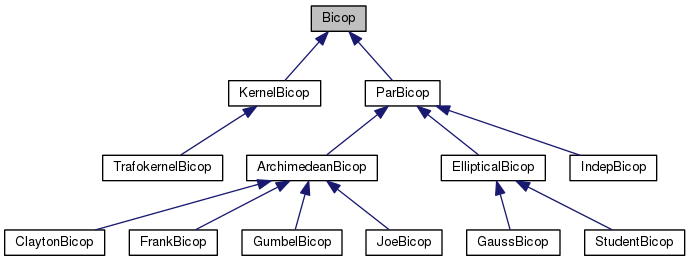 Bicop
KernelBicop
ParBicop
TrafokernelBicop
ArchimedeanBicop
EllipticalBicop
IndepBicop
ClaytonBicop
FrankBicop
GumbelBicop
JoeBicop
GaussBicop
StudentBicop